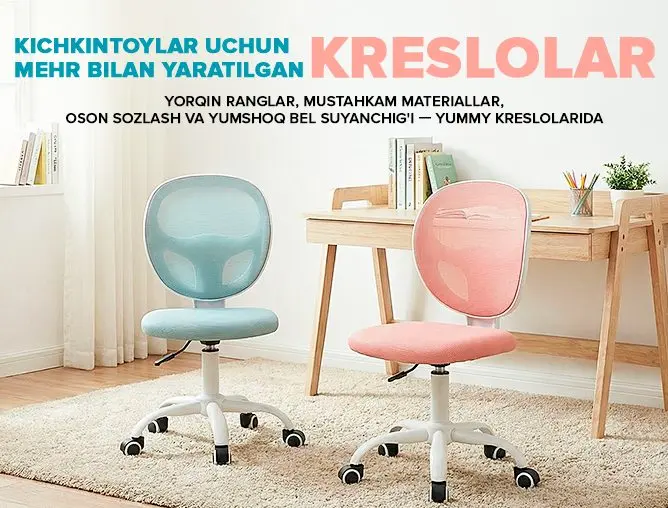 KICHKINTOYLAR UCHUN
MEHR BILAN YARATILGAN
KRESLOLAR
YORQIN RANGLAR, MUSTAHKAM MATERIALLAR,
OSON SOZLASH VA YUMSHOQ BEL SUYANCHIG'I — YUMMY KRESLOLARIDA